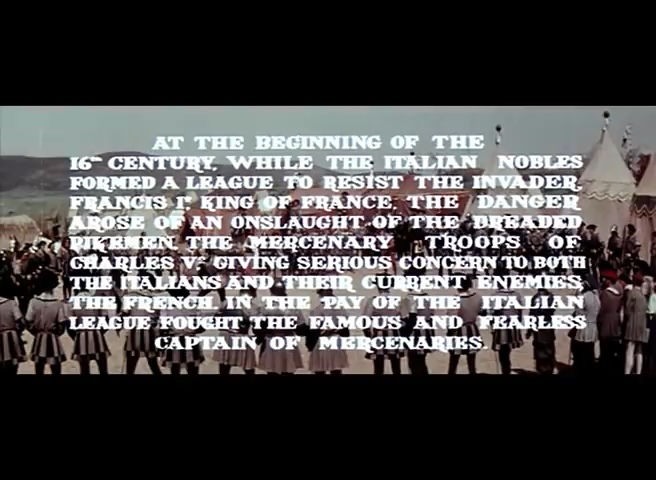 AT THE BEGINNING OF THE
16TH CENTURY, WHILE THE ITALIAN NOBLES
FORMED A LEAGUE TO RESIST THE INVADER,
FRANCIS Iº. KING OF FRANCE, THE DANGER
AROSE OF AN ONSLAUGHT OF THE DREADED
PIKEMEN, THE MERCENARY TROOPS OF
CHARLES Vº GIVING SERIOUS CONCERN TO BOTH
THE ITALIANS AND THEIR CURRENT ENEMIES,
THE FRENCH. IN THE PAY OF THE ITALIAN
LEAGUE FOUGHT THE FAMOUS AND FEARLESS
CAPTAIN OF MERCENARIES.